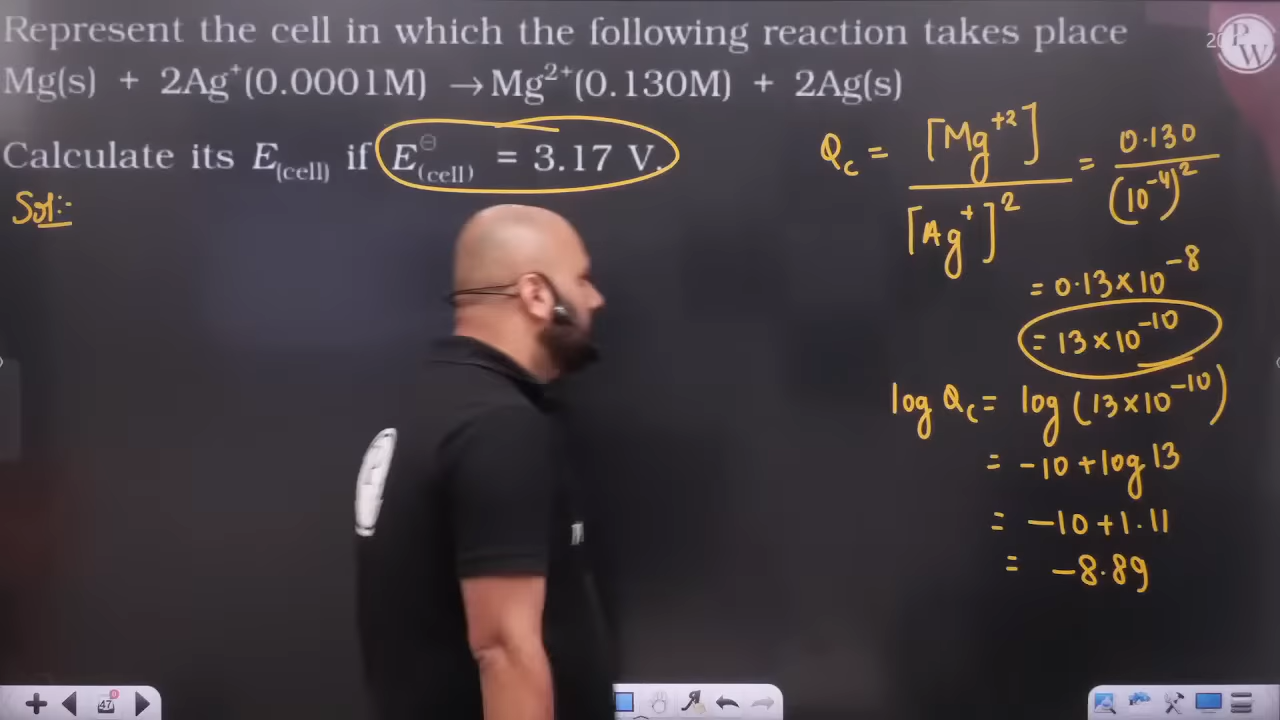 Represent the cell in which the following reaction takes place
Mg(s) + 2Ag⁺(0.0001M) → Mg²⁺(0.130M) + 2Ag(s)
Calculate its E(cell) if E⊖(cell) = 3.17 V.
Sol:-
Qc = [Mg⁺²] / [Ag⁺]² = 0.130 / (10⁻⁴)²
= 0.13×10⁻⁸
= 13×10⁻¹⁰
log Qc = log (13×10⁻¹⁰)
= -10 + log 13
= -10 + 1.11
= -8.89
PW
47